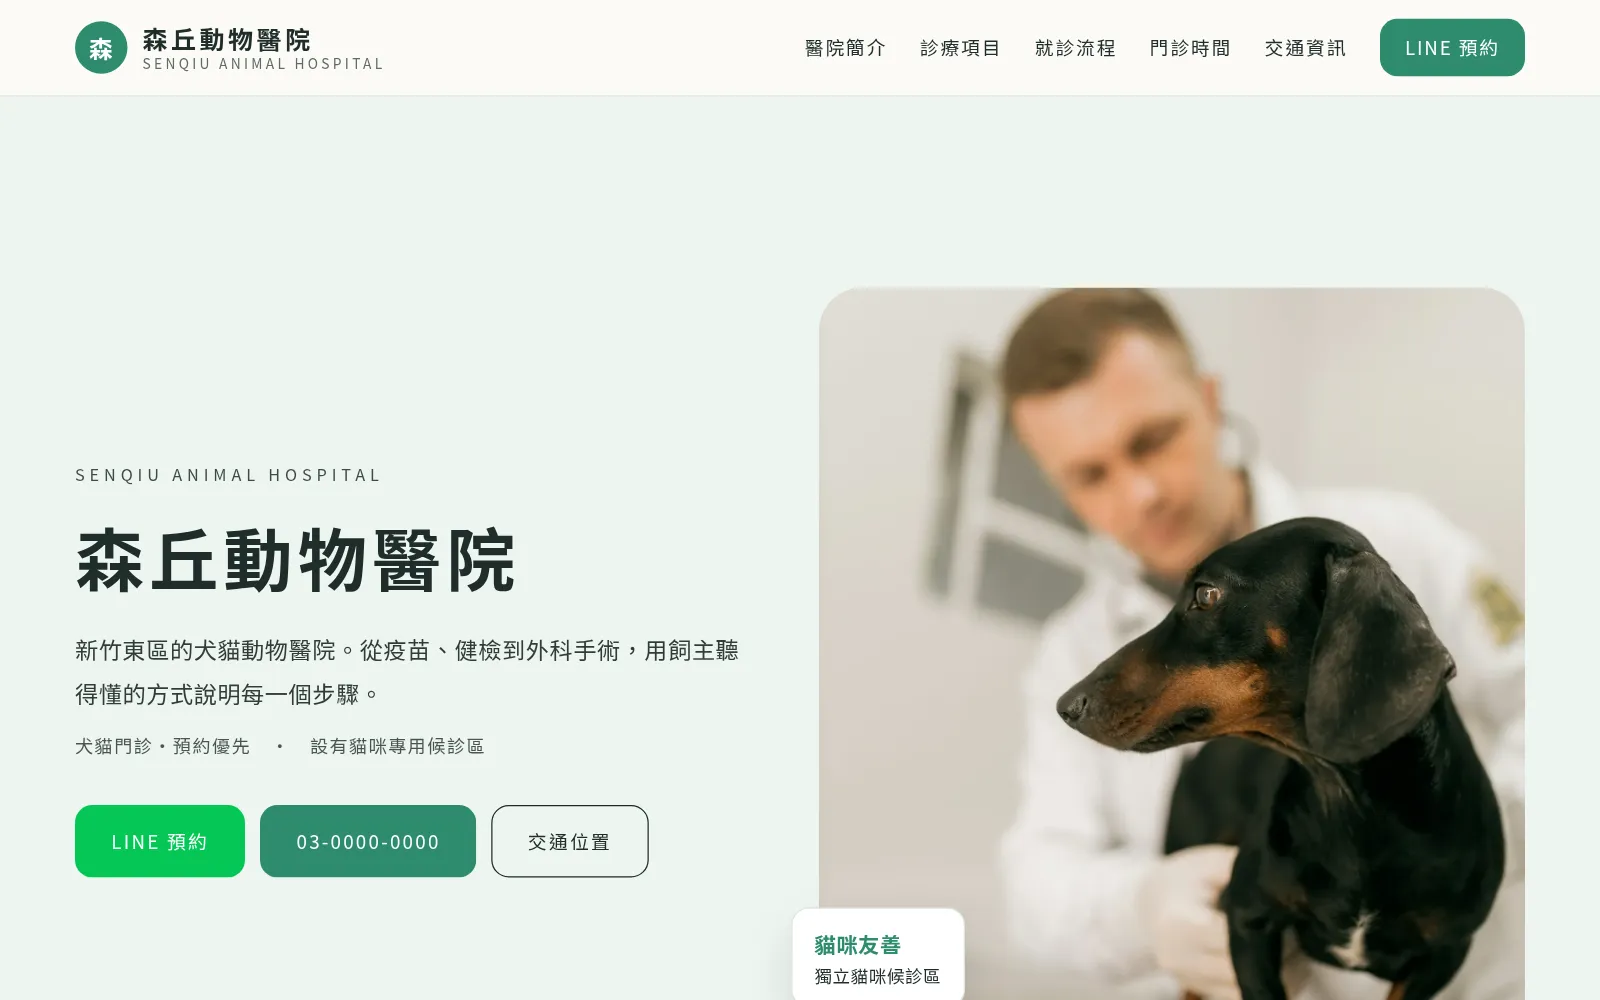 森
森丘動物醫院
SENQIU ANIMAL HOSPITAL
醫院簡介
診療項目
就診流程
門診時間
交通資訊
LINE 預約
SENQIU ANIMAL HOSPITAL
森丘動物醫院
新竹東區的犬貓動物醫院。從疫苗、健檢到外科手術，用飼主聽
得懂的方式說明每一個步驟。
犬貓門診・預約優先 ・ 設有貓咪專用候診區
LINE 預約
03-0000-0000
交通位置
貓咪友善
獨立貓咪候診區